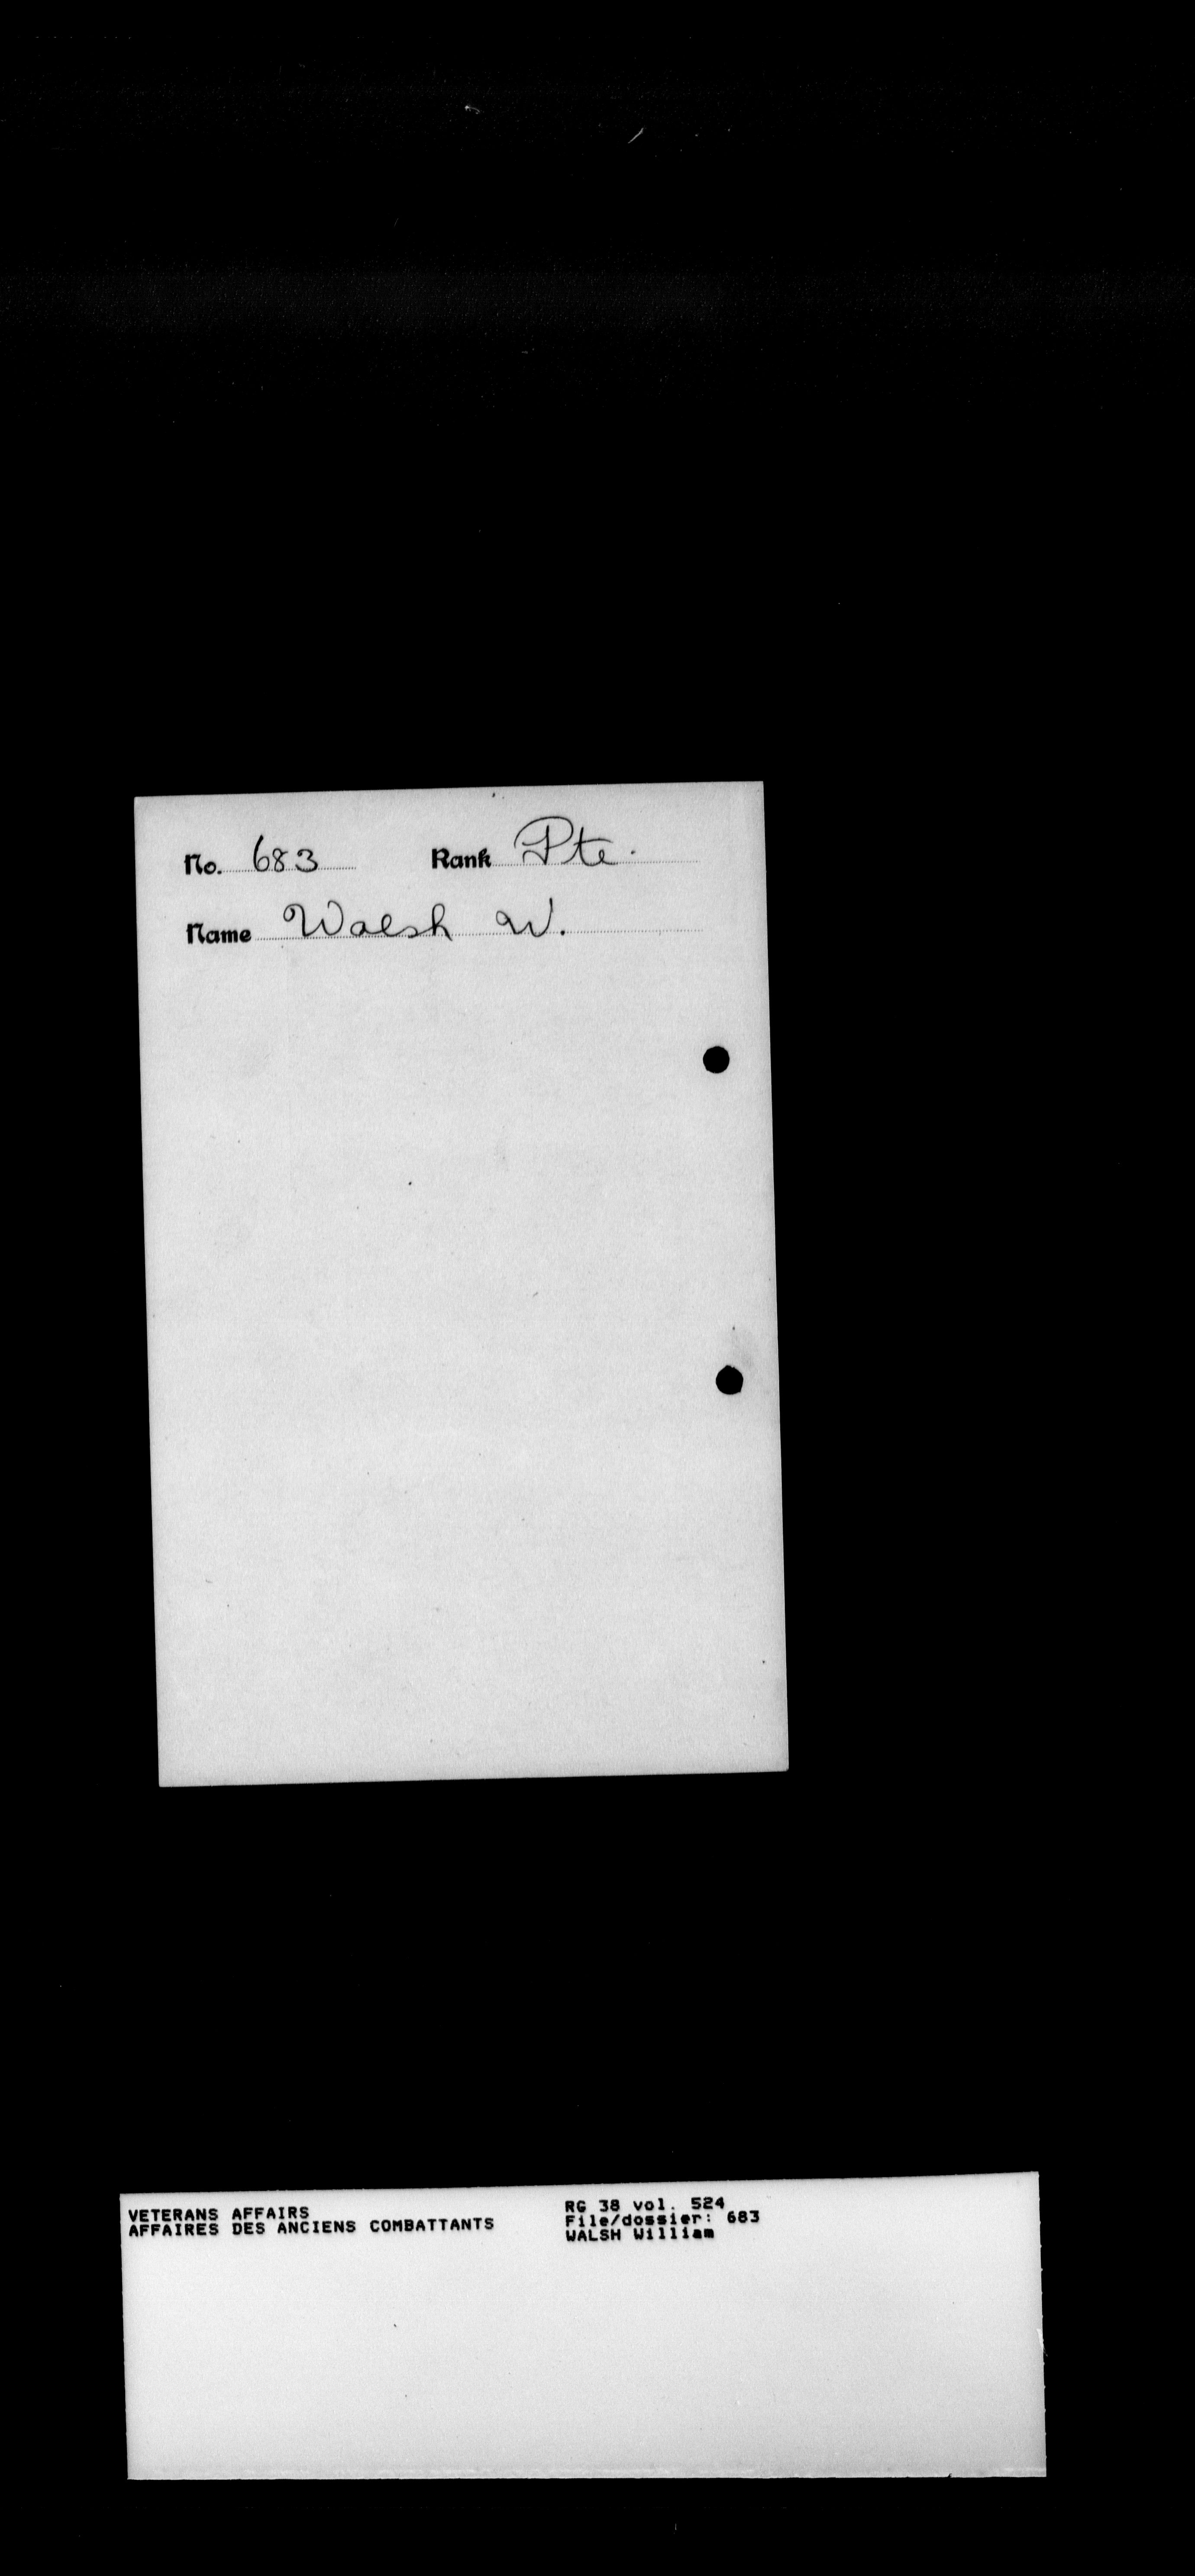 No. 683 Rank Pte.
Name Walsh W.
VETERANS AFFAIRS
AFFAIRES DES ANCIENS COMBATTANTS
RG 38 vol. 524
File/dossier: 683
WALSH William